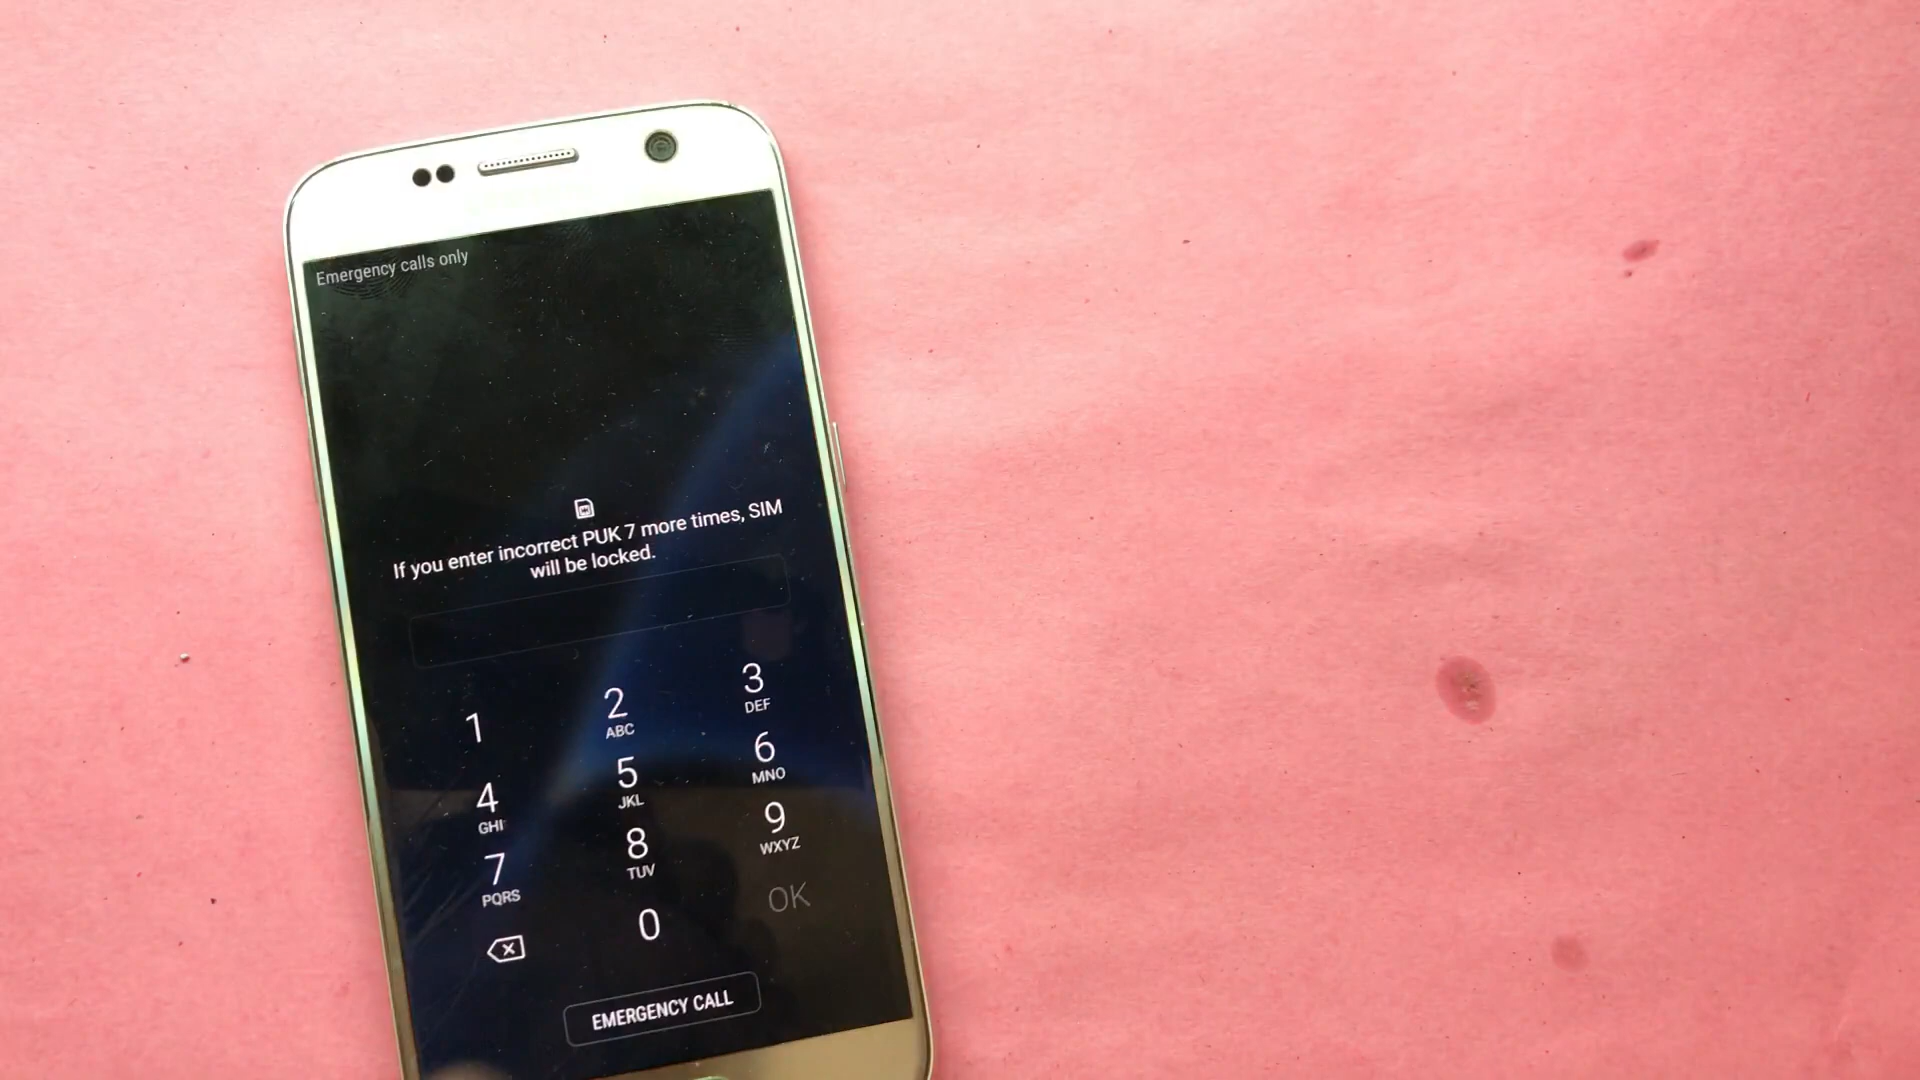 Emergency calls only
If you enter incorrect PUK 7 more times, SIM
will be locked.
1
2
ABC
3
DEF
4
GHI
5
JKL
6
MNO
7
PQRS
8
TUV
9
WXYZ
0
OK
EMERGENCY CALL